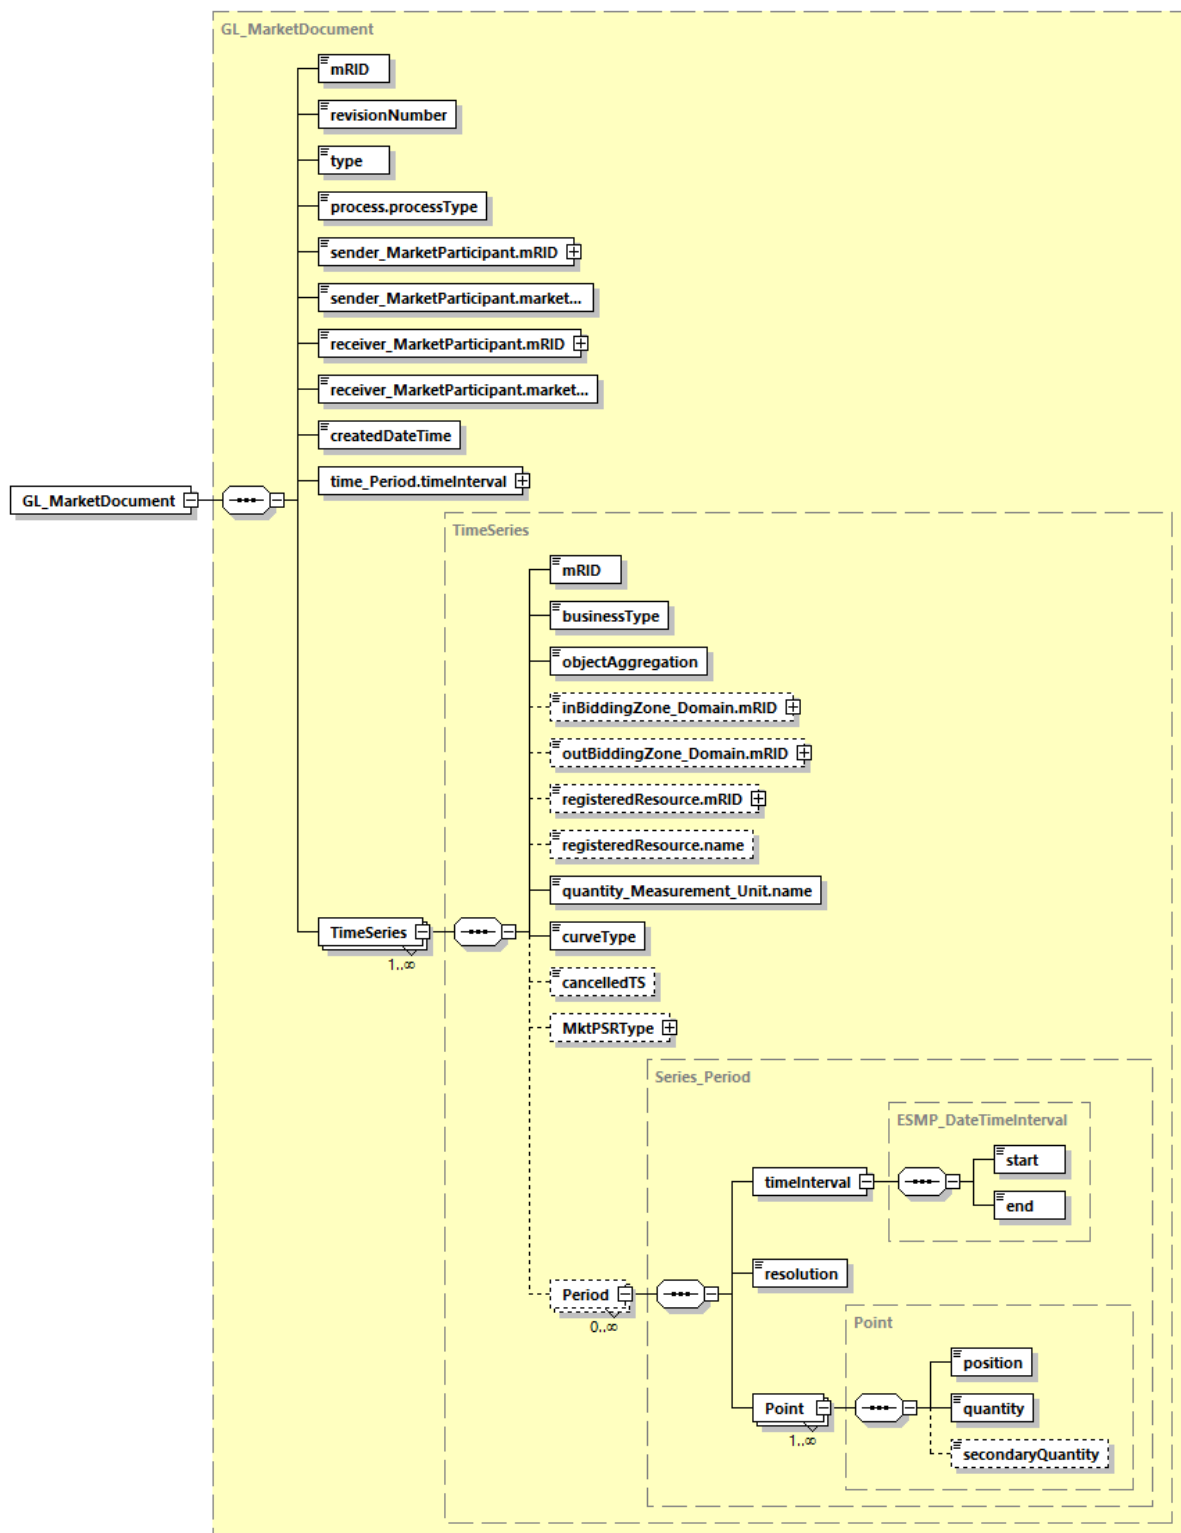 GL_MarketDocument
mRID
revisionNumber
type
process.processType
sender_MarketParticipant.mRID
sender_MarketParticipant.market...
receiver_MarketParticipant.mRID
receiver_MarketParticipant.market...
createdDateTime
time_Period.timeInterval
GL_MarketDocument
TimeSeries
mRID
businessType
objectAggregation
inBiddingZone_Domain.mRID
outBiddingZone_Domain.mRID
registeredResource.mRID
registeredResource.name
quantity_Measurement_Unit.name
TimeSeries
1..∞
curveType
cancelledTS
MktPSRType
Series_Period
ESMP_DateTimeInterval
start
timeInterval
end
resolution
Period
0..∞
Point
position
Point
1..∞
quantity
secondaryQuantity